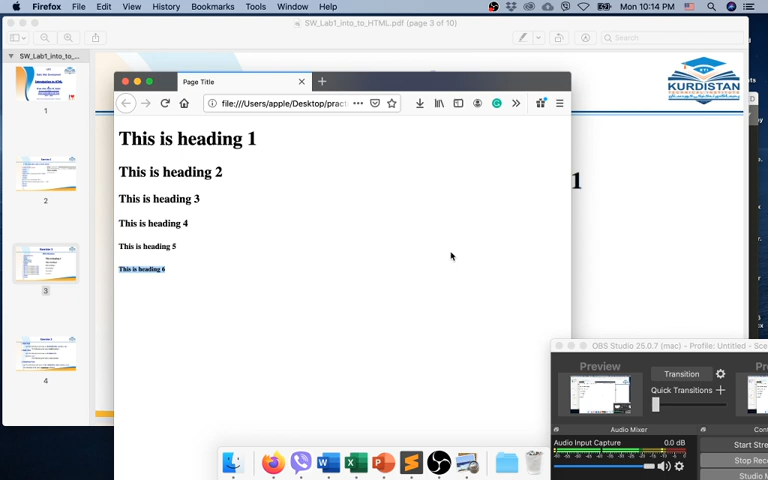 Firefox File Edit View History Bookmarks Tools Window Help
Mon 10:14 PM
SW_Lab1_into_to_HTML.pdf (page 3 of 10)
Search
SW_Lab1_into_to_...
1
2
3
4
KURDISTAN
Page Title
file:///Users/apple/Desktop/pract
This is heading 1
This is heading 2
This is heading 3
This is heading 4
This is heading 5
This is heading 6
1
OBS Studio 25.0.7 (mac) - Profile: Untitled - Sce
Preview
Pr
Transition
Quick Transitions
Audio Mixer
Cont
Audio Input Capture
0.0 dB
Start Stre
Stop Reco
Studio M